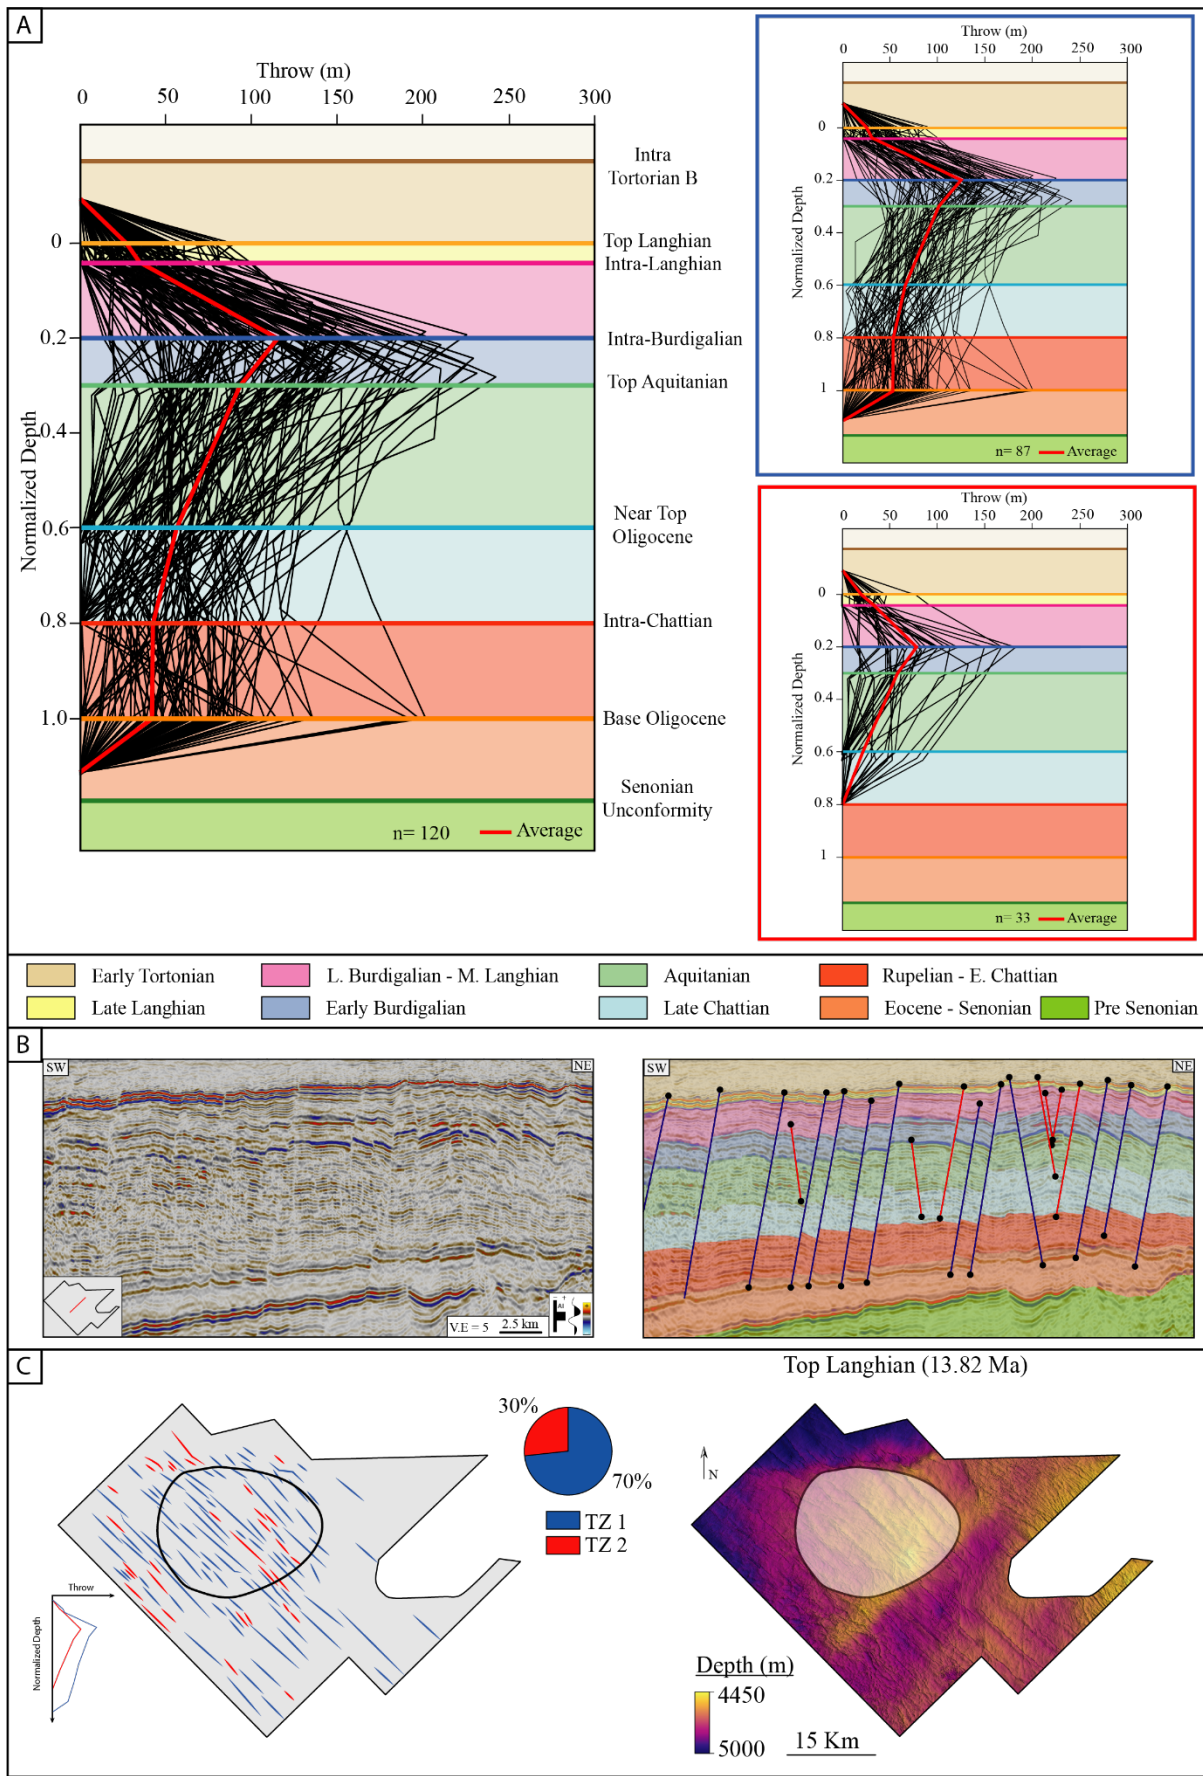 A
Throw (m)
0 50 100 150 200 250 300
Normalized Depth
0
0.2
0.4
0.6
0.8
1.0
Intra
Tortorian B
Top Langhian
Intra-Langhian
Intra-Burdigalian
Top Aquitanian
Near Top
Oligocene
Intra-Chattian
Base Oligocene
Senonian
Unconformity
n= 120 Average
Throw (m)
0 50 100 150 200 250 300
Normalized Depth
0
0.2
0.4
0.6
0.8
1
n= 87 Average
Throw (m)
0 50 100 150 200 250 300
Normalized Depth
0
0.2
0.4
0.6
0.8
1
n= 33 Average
Early Tortonian L. Burdigalian - M. Langhian Aquitanian Rupelian - E. Chattian
Late Langhian Early Burdigalian Late Chattian Eocene - Senonian Pre Senonian
B
SW NE
V.E = 5 2.5 km
- +
AI
SW NE
C
30%
70%
TZ 1
TZ 2
Throw
Normalized Depth
Top Langhian (13.82 Ma)
N
Depth (m)
4450
5000
15 Km